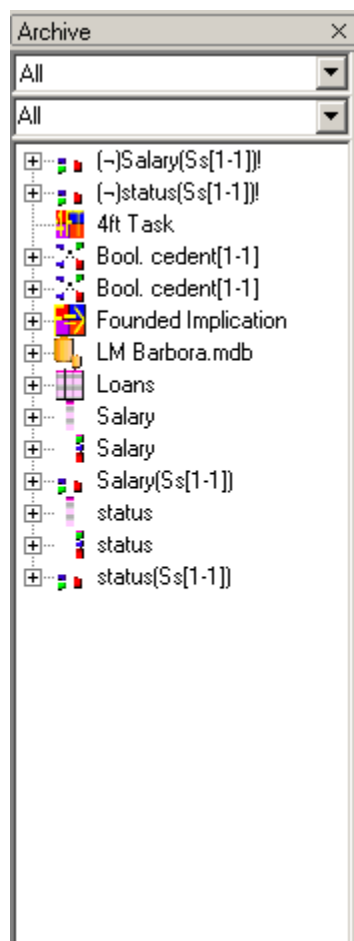 Archive
All
All
(¬)Salary(Ss[1-1])!
(¬)status(Ss[1-1])!
4ft Task
Bool. cedent[1-1]
Bool. cedent[1-1]
Founded Implication
LM Barbora.mdb
Loans
Salary
Salary
Salary(Ss[1-1])
status
status
status(Ss[1-1])